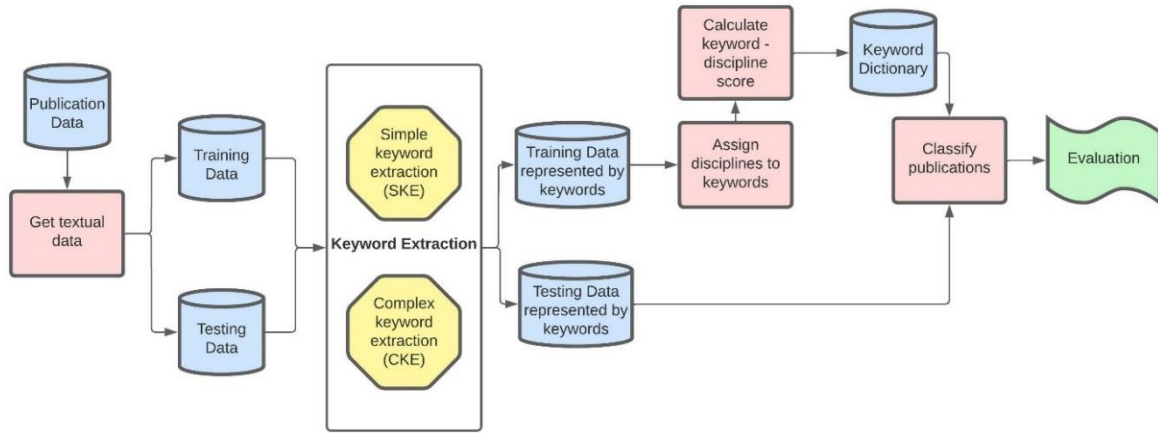 Publication
Data
Get textual
data
Training
Data
Testing
Data
Simple
keyword
extraction
(SKE)
Keyword Extraction
Complex
keyword
extraction
(CKE)
Training Data
represented by
keywords
Testing Data
represented by
keywords
Assign
disciplines to
keywords
Calculate
keyword -
discipline
score
Keyword
Dictionary
Classify
publications
Evaluation